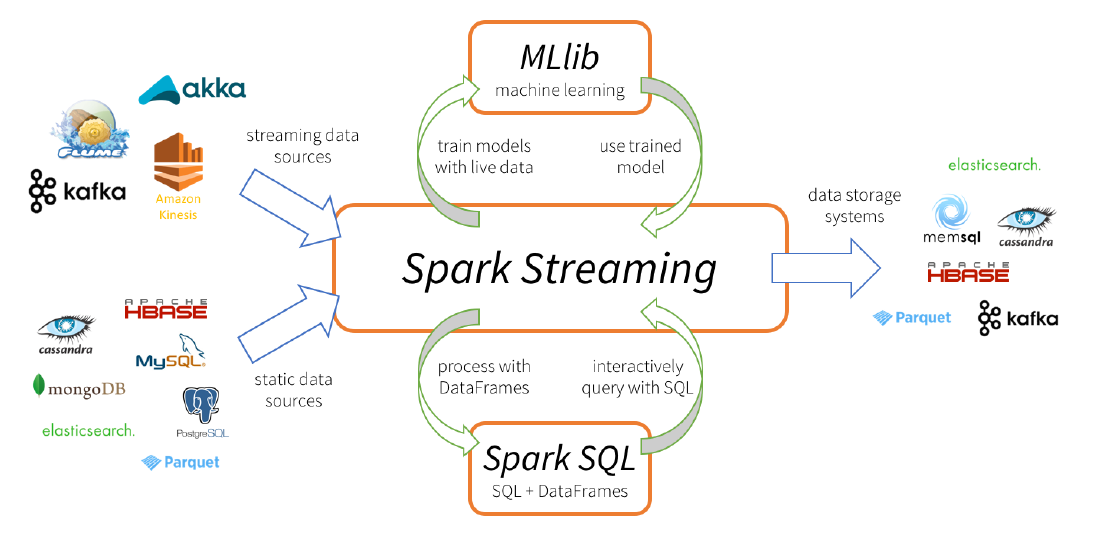 MLlib
machine learning
akka
FLUME
streaming data
sources
train models
with live data
use trained
model
kafka
Amazon
Kinesis
data storage
systems
elasticsearch.
memsql
cassandra
APACHE
HBASE
Parquet
kafka
Spark Streaming
APACHE
HBASE
cassandra
MySQL®
mongoDB
PostgreSQL
elasticsearch.
Parquet
static data
sources
process with
DataFrames
interactively
query with SQL
Spark SQL
SQL + DataFrames